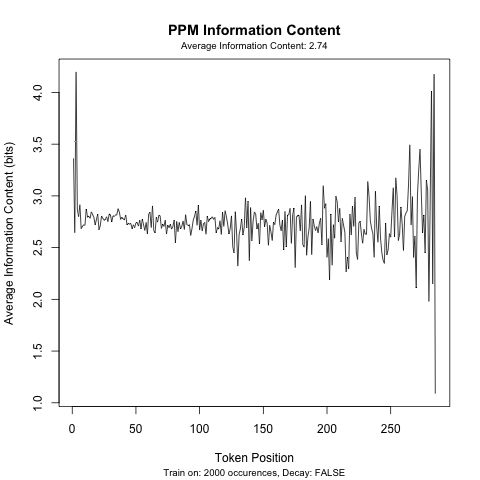 PPM Information Content
Average Information Content: 2.74
Average Information Content (bits)
4.0
3.5
3.0
2.5
2.0
1.5
1.0
0 50 100 150 200 250
Token Position
Train on: 2000 occurences, Decay: FALSE